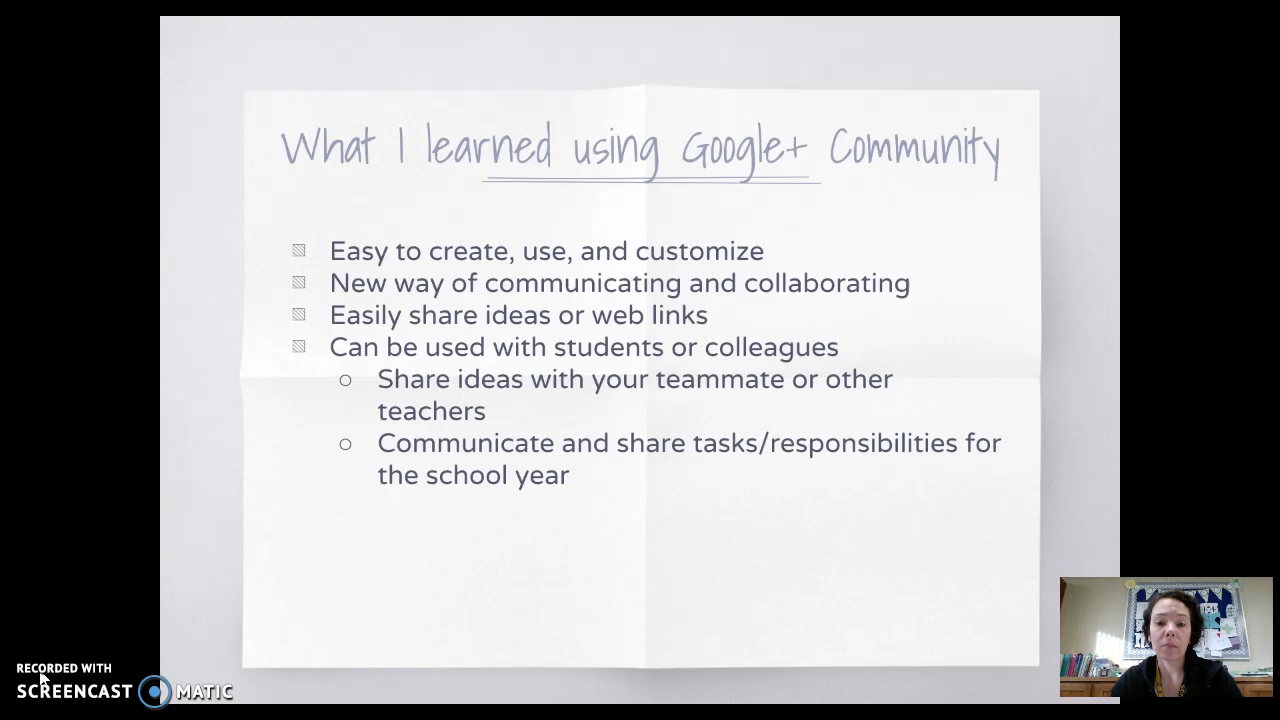 What I learned using Google+ Community
Easy to create, use, and customize
New way of communicating and collaborating
Easily share ideas or web links
Can be used with students or colleagues
Share ideas with your teammate or other
teachers
Communicate and share tasks/responsibilities for
the school year
RECORDED WITH
SCREENCAST MATIC